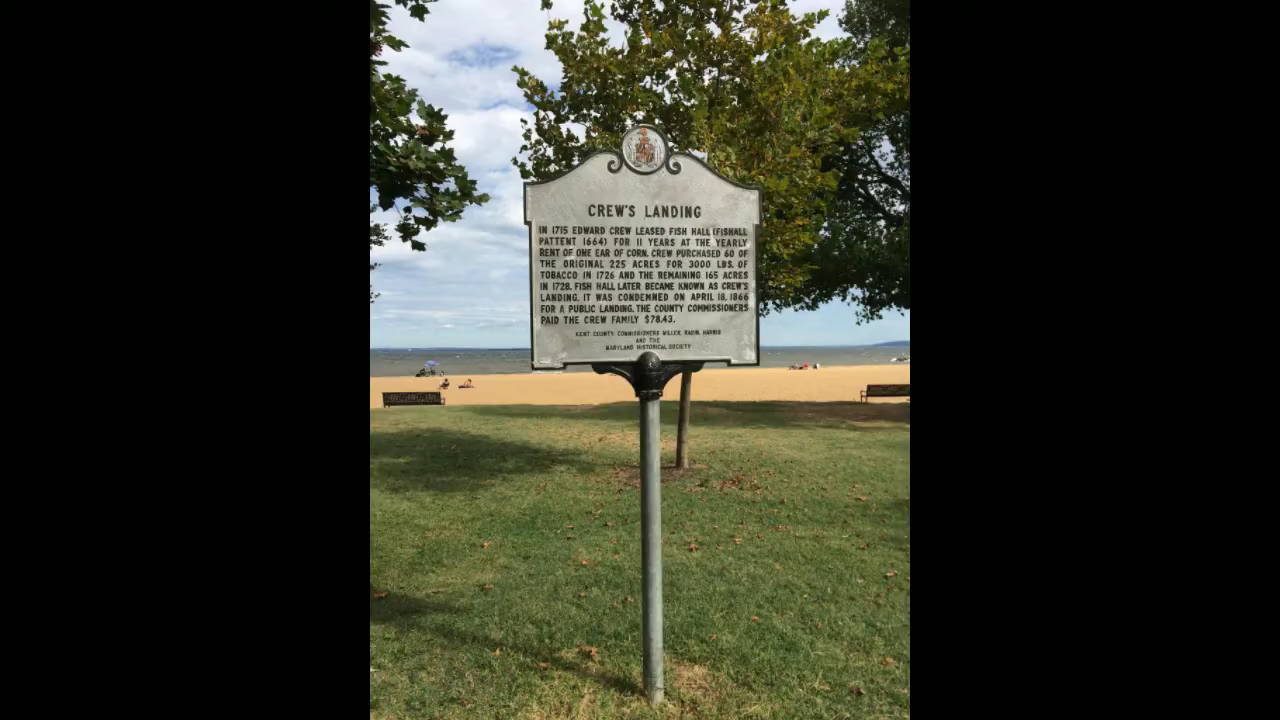 CREW'S LANDING
IN 1715 EDWARD CREW LEASED FISH HALL (FISHALL
PATTENT 1664) FOR 11 YEARS AT THE YEARLY
RENT OF ONE EAR OF CORN. CREW PURCHASED 60 OF
THE ORIGINAL 225 ACRES FOR 3000 LBS. OF
TOBACCO IN 1726 AND THE REMAINING 165 ACRES
IN 1728. FISH HALL LATER BECAME KNOWN AS CREW'S
LANDING. IT WAS CONDEMNED ON APRIL 18, 1866
FOR A PUBLIC LANDING. THE COUNTY COMMISSIONERS
PAID THE CREW FAMILY $78.43.
KENT COUNTY COMMISSIONERS MILLER, RASIN, HARRIS
AND THE
MARYLAND HISTORICAL SOCIETY